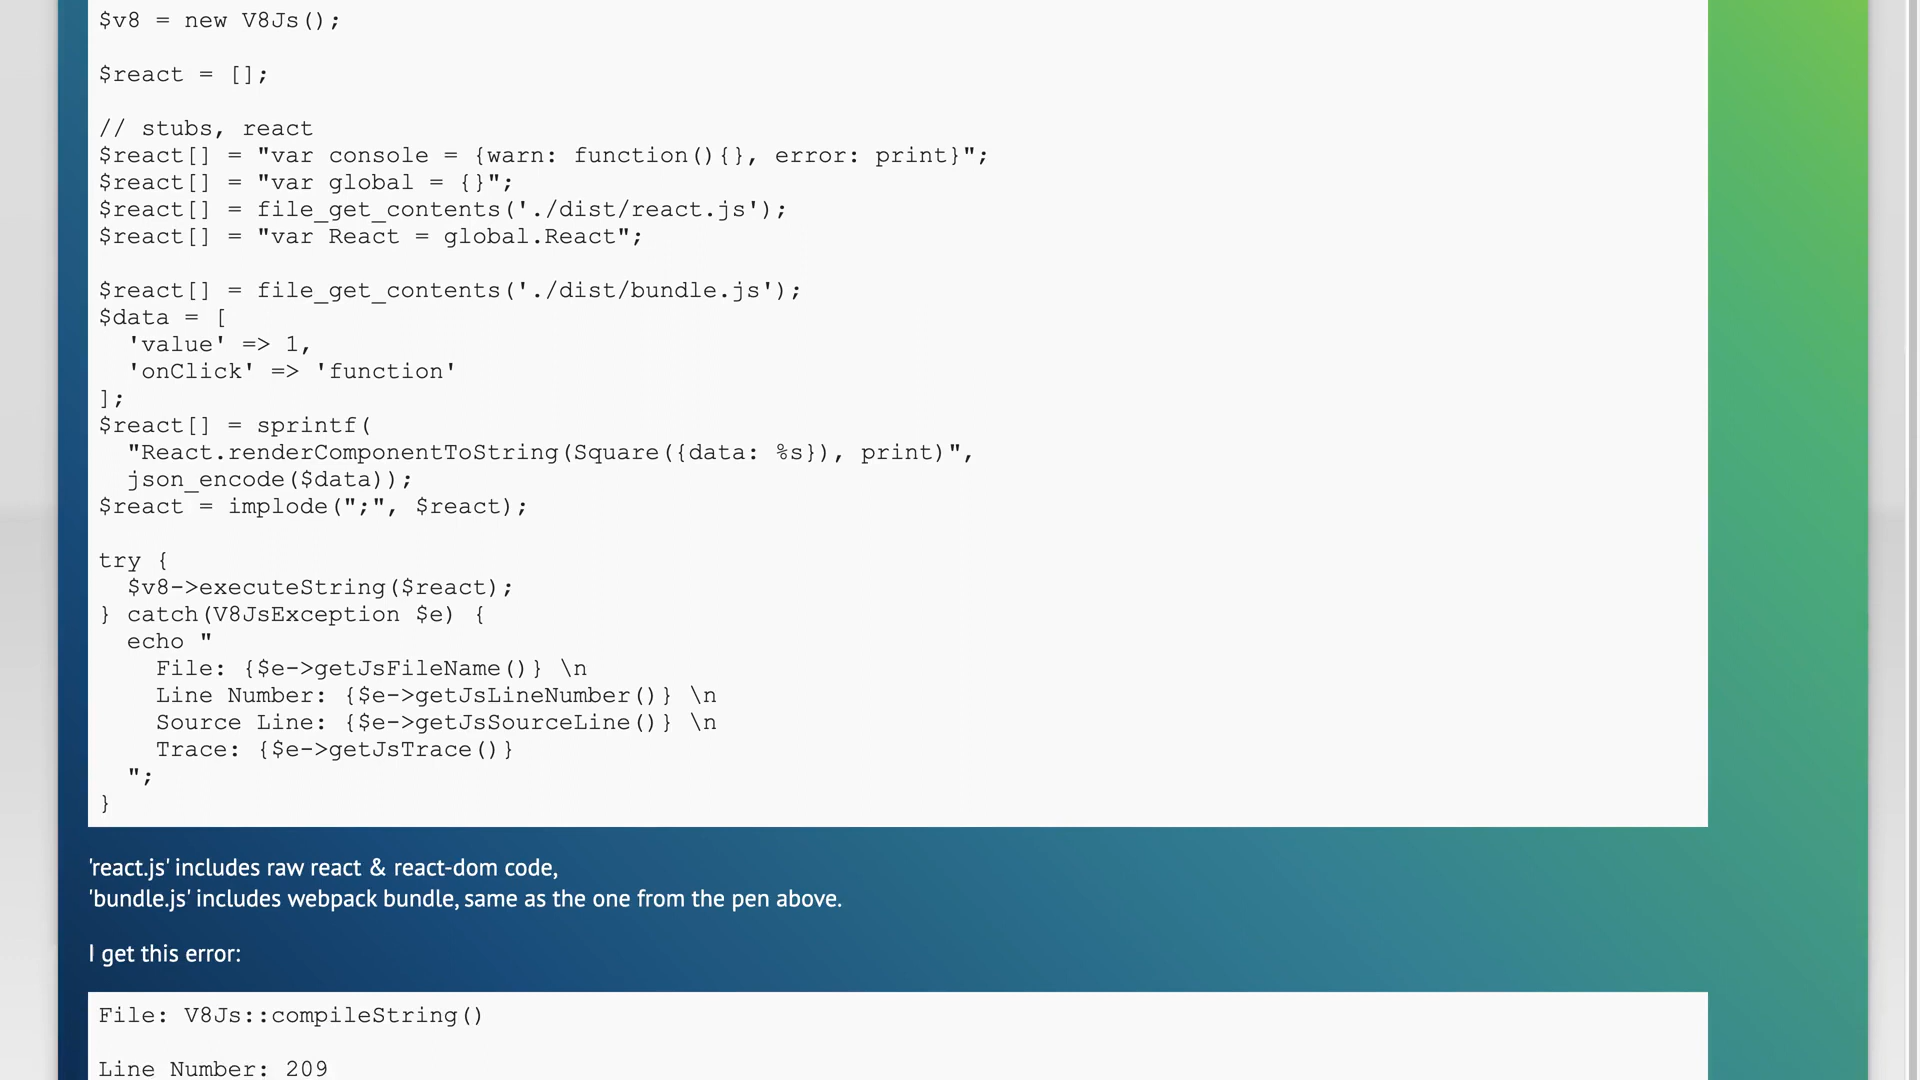 $v8 = new V8Js();
$react = [];
// stubs, react
$react[] = "var console = {warn: function(){}, error: print}";
$react[] = "var global = {}";
$react[] = file_get_contents('./dist/react.js');
$react[] = "var React = global.React";
$react[] = file_get_contents('./dist/bundle.js');
$data = [
  'value' => 1,
  'onClick' => 'function'
];
$react[] = sprintf(
  "React.renderComponentToString(Square({data: %s}), print)",
  json_encode($data));
$react = implode(";", $react);
try {
  $v8->executeString($react);
} catch(V8JsException $e) {
  echo "
    File: {$e->getJsFileName()} \n
    Line Number: {$e->getJsLineNumber()} \n
    Source Line: {$e->getJsSourceLine()} \n
    Trace: {$e->getJsTrace()}
  ";
}
'react.js' includes raw react & react-dom code,
'bundle.js' includes webpack bundle, same as the one from the pen above.
I get this error:
File: V8Js::compileString()
Line Number: 209